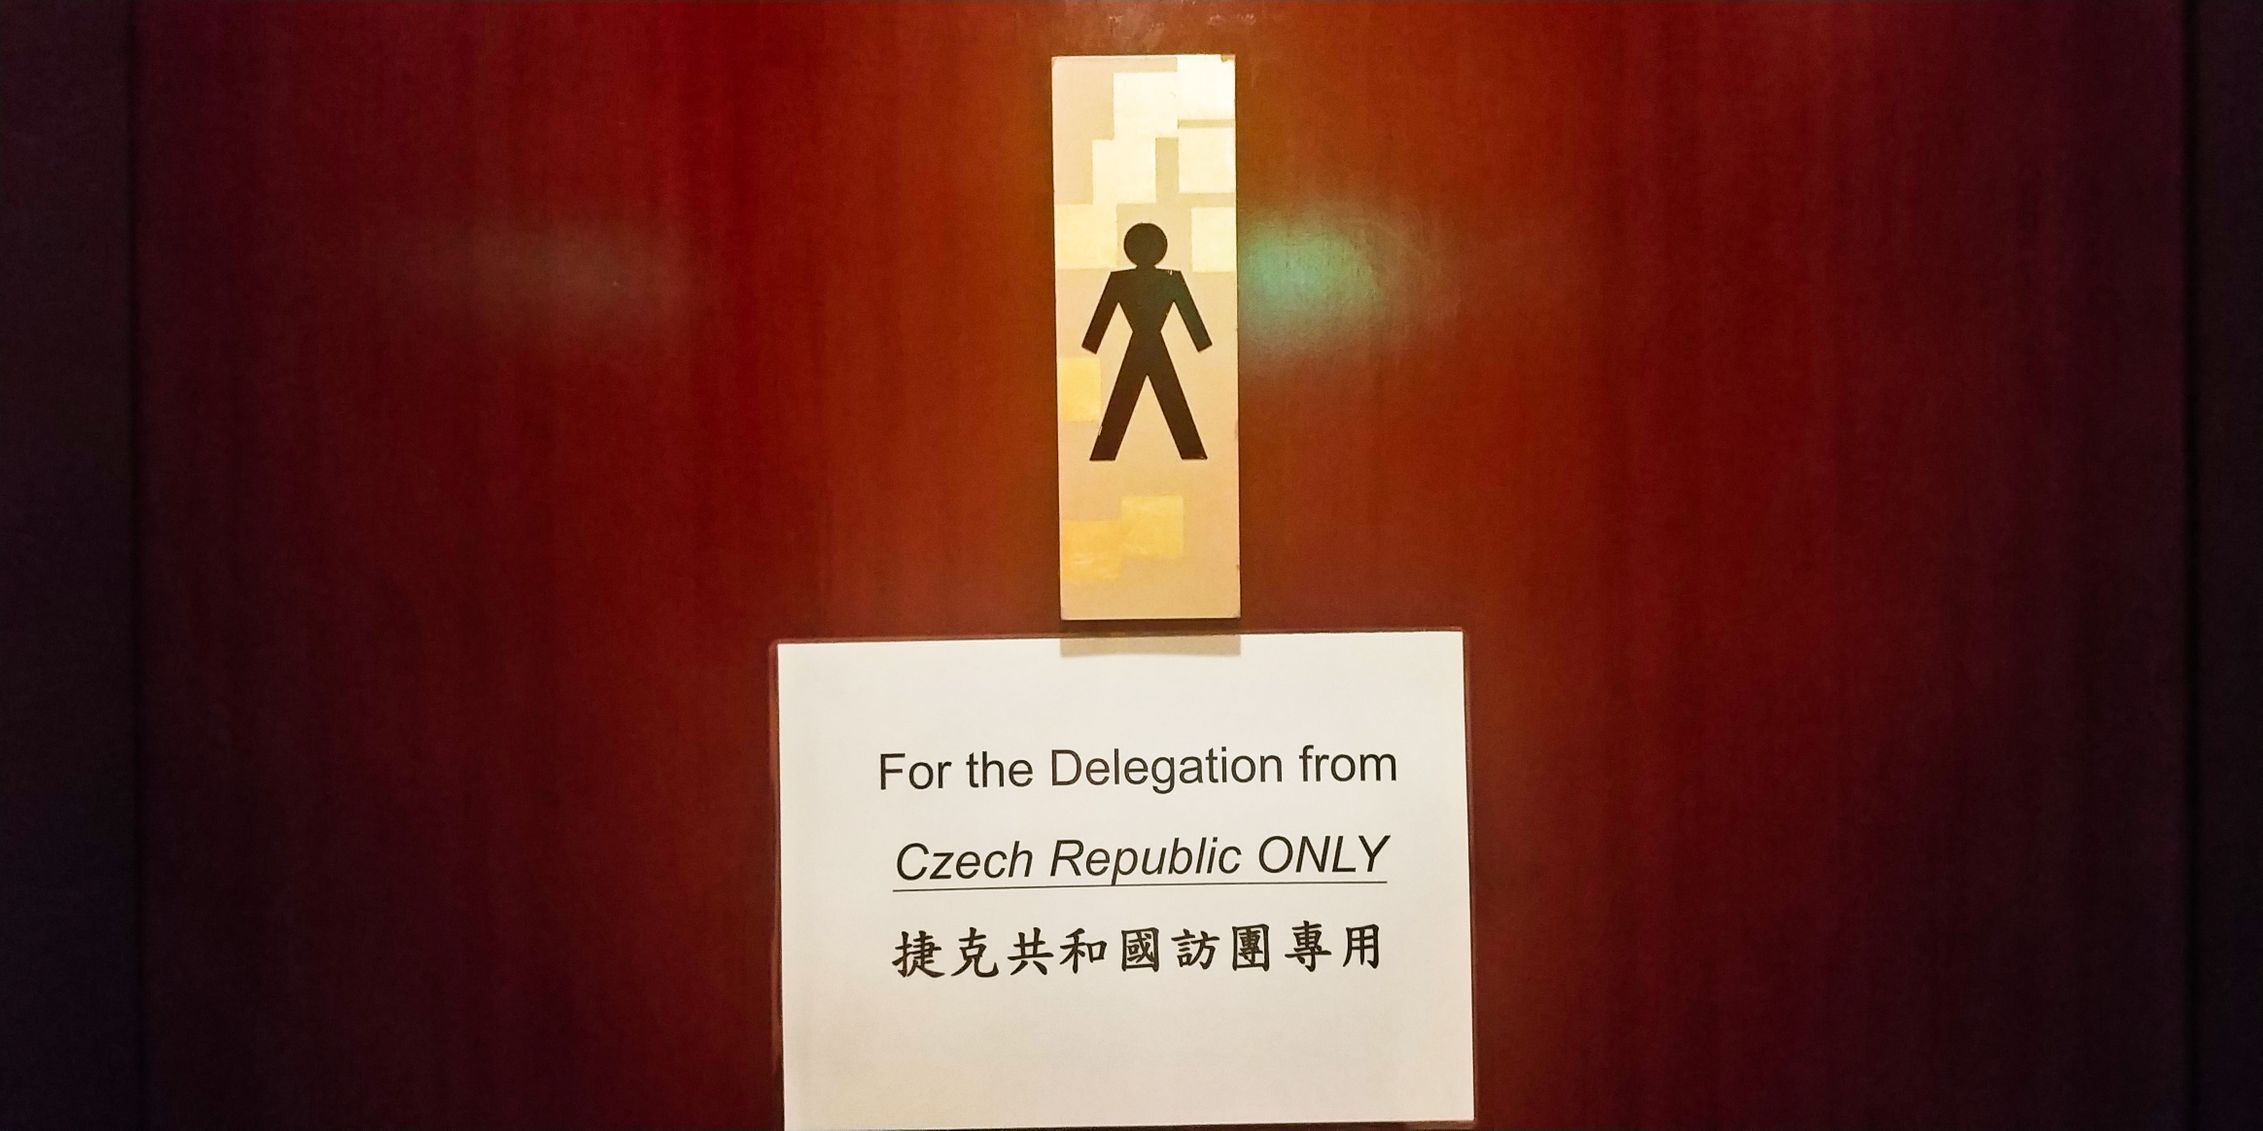 For the Delegation from
Czech Republic ONLY
捷克共和國訪團專用